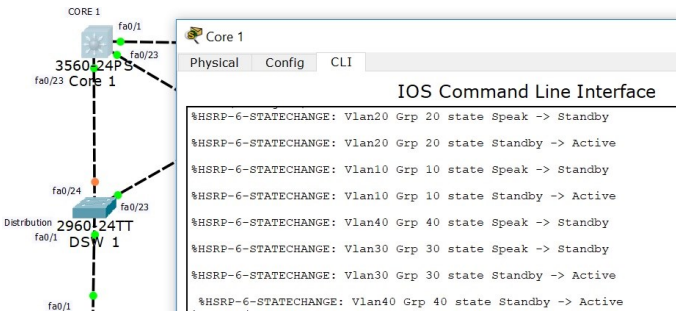 CORE 1
fa0/1
fa0/23
3560-24PS
fa0/23 Core 1
fa0/24
fa0/23
Distribution 2960-24TT
fa0/1 DSW 1
fa0/1
Core 1
Physical Config CLI
IOS Command Line Interface
%HSRP-6-STATECHANGE: Vlan20 Grp 20 state Speak -> Standby
%HSRP-6-STATECHANGE: Vlan20 Grp 20 state Standby -> Active
%HSRP-6-STATECHANGE: Vlan10 Grp 10 state Speak -> Standby
%HSRP-6-STATECHANGE: Vlan10 Grp 10 state Standby -> Active
%HSRP-6-STATECHANGE: Vlan40 Grp 40 state Speak -> Standby
%HSRP-6-STATECHANGE: Vlan30 Grp 30 state Speak -> Standby
%HSRP-6-STATECHANGE: Vlan30 Grp 30 state Standby -> Active
%HSRP-6-STATECHANGE: Vlan40 Grp 40 state Standby -> Active